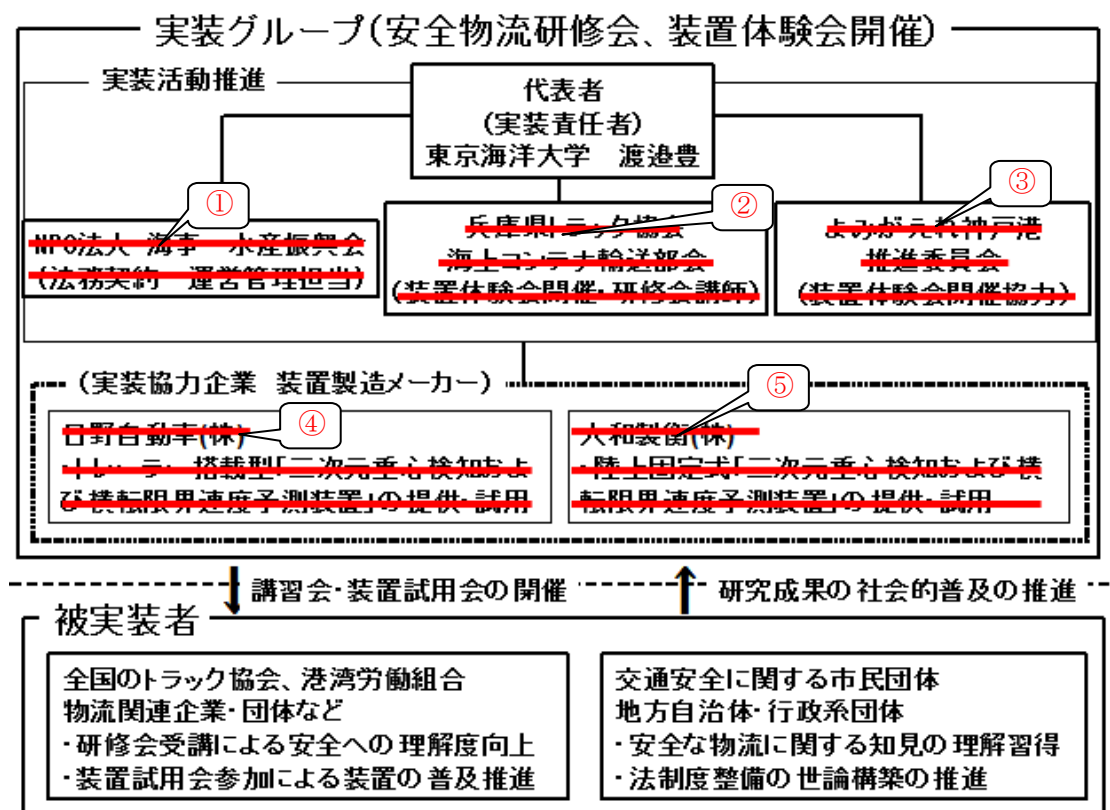 実装グループ(安全物流研修会、装置体験会開催)
実装活動推進
代表者
(実装責任者)
東京海洋大学　渡邉豊
①
②
③
NPO法人 海事　水産振興会
(法務契約　運営管理担当)
兵庫県トラック協会
海上コンテナ輸送部会
(装置体験会開催・研修会講師)
よみがえれ神戸港
推進委員会
(装置体験会開催協力)
(実装協力企業 装置製造メーカー)
④
⑤
日野自動車(株)
・トレーラー搭載型「三次元重心検知およ
び横転限界速度予測装置」の提供・試用
大和製衡(株)
・陸上固定式「三次元重心検知および横
転限界速度予測装置」の提供・試用
講習会・装置試用会の開催
研究成果の社会的普及の推進
被実装者
全国のトラック協会、港湾労働組合
物流関連企業・団体など
・研修会受講による安全への理解度向上
・装置試用会参加による装置の普及推進
交通安全に関する市民団体
地方自治体・行政系団体
・安全な物流に関する知見の理解習得
・法制度整備の世論構築の推進